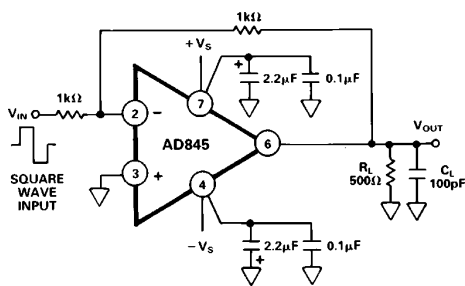 1kΩ
+VS
+
2.2μF
0.1μF
VIN
1kΩ
2
−
7
AD845
6
VOUT
3
+
4
SQUARE
WAVE
INPUT
RL
500Ω
CL
100pF
−VS
2.2μF
+
0.1μF